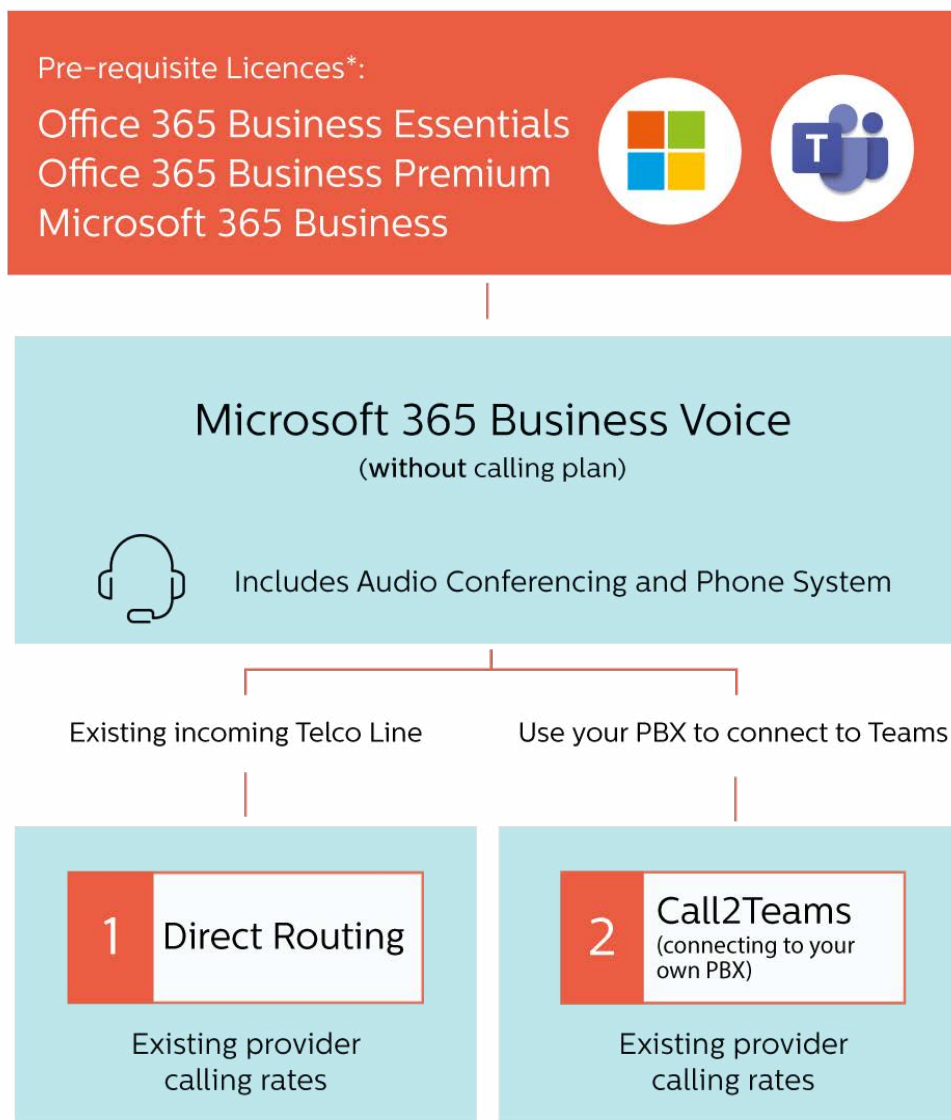 Pre-requisite Licences*:
Office 365 Business Essentials
Office 365 Business Premium
Microsoft 365 Business
T
Microsoft 365 Business Voice
(without calling plan)
Includes Audio Conferencing and Phone System
Existing incoming Telco Line
Use your PBX to connect to Teams
1
Direct Routing
Existing provider
calling rates
2
Call2Teams
(connecting to your
own PBX)
Existing provider
calling rates